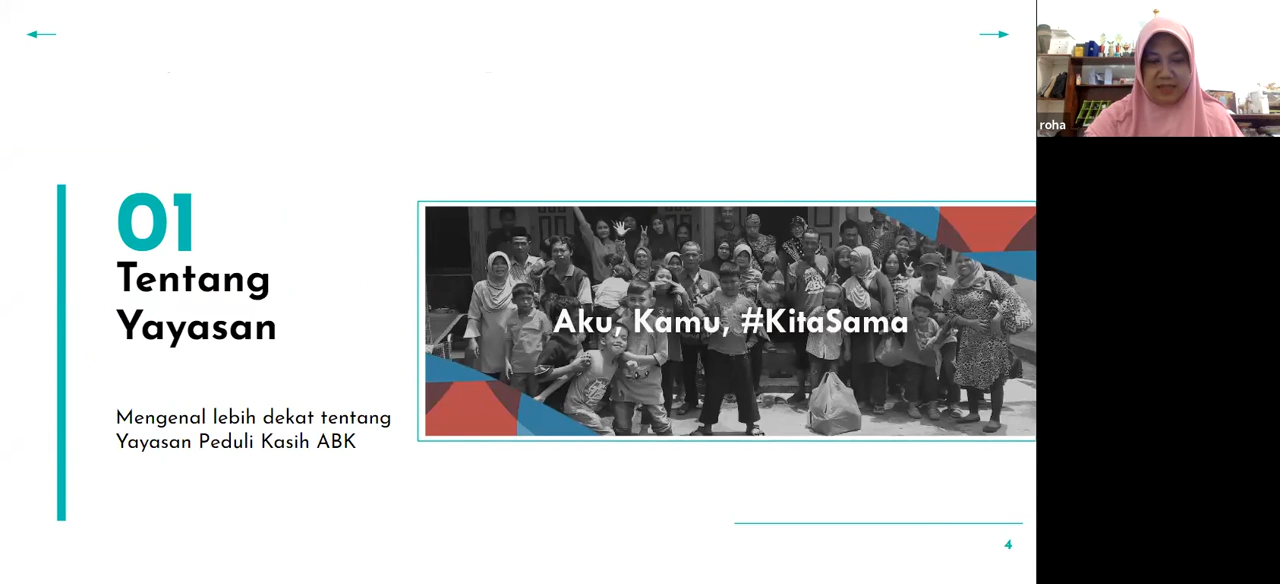 01
Tentang
Yayasan
Mengenal lebih dekat tentang
Yayasan Peduli Kasih ABK
Aku, Kamu, #KitaSama
4
roha